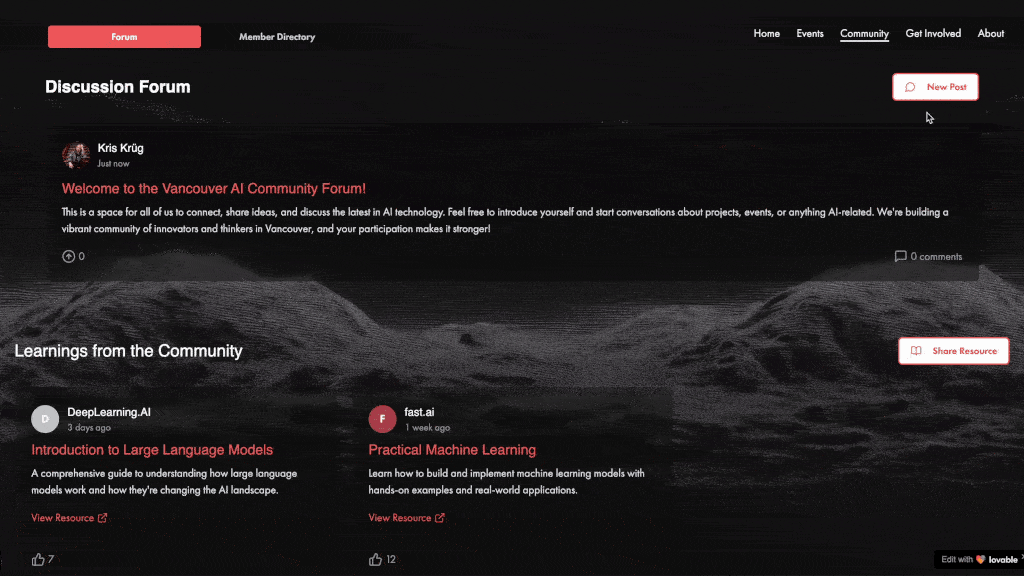 Forum
Member Directory
Home
Events
Community
Get Involved
About
Discussion Forum
New Post
Kris Krüg
Just now
Welcome to the Vancouver AI Community Forum!
This is a space for all of us to connect, share ideas, and discuss the latest in AI technology. Feel free to introduce yourself and start conversations about projects, events, or anything AI-related. We're building a
vibrant community of innovators and thinkers in Vancouver, and your participation makes it stronger!
0
0 comments
Learnings from the Community
Share Resource
D
DeepLearning.AI
3 days ago
Introduction to Large Language Models
A comprehensive guide to understanding how large language
models work and how they're changing the AI landscape.
View Resource
7
F
fast.ai
1 week ago
Practical Machine Learning
Learn how to build and implement machine learning models with
hands-on examples and real-world applications.
View Resource
12
Edit with lovable